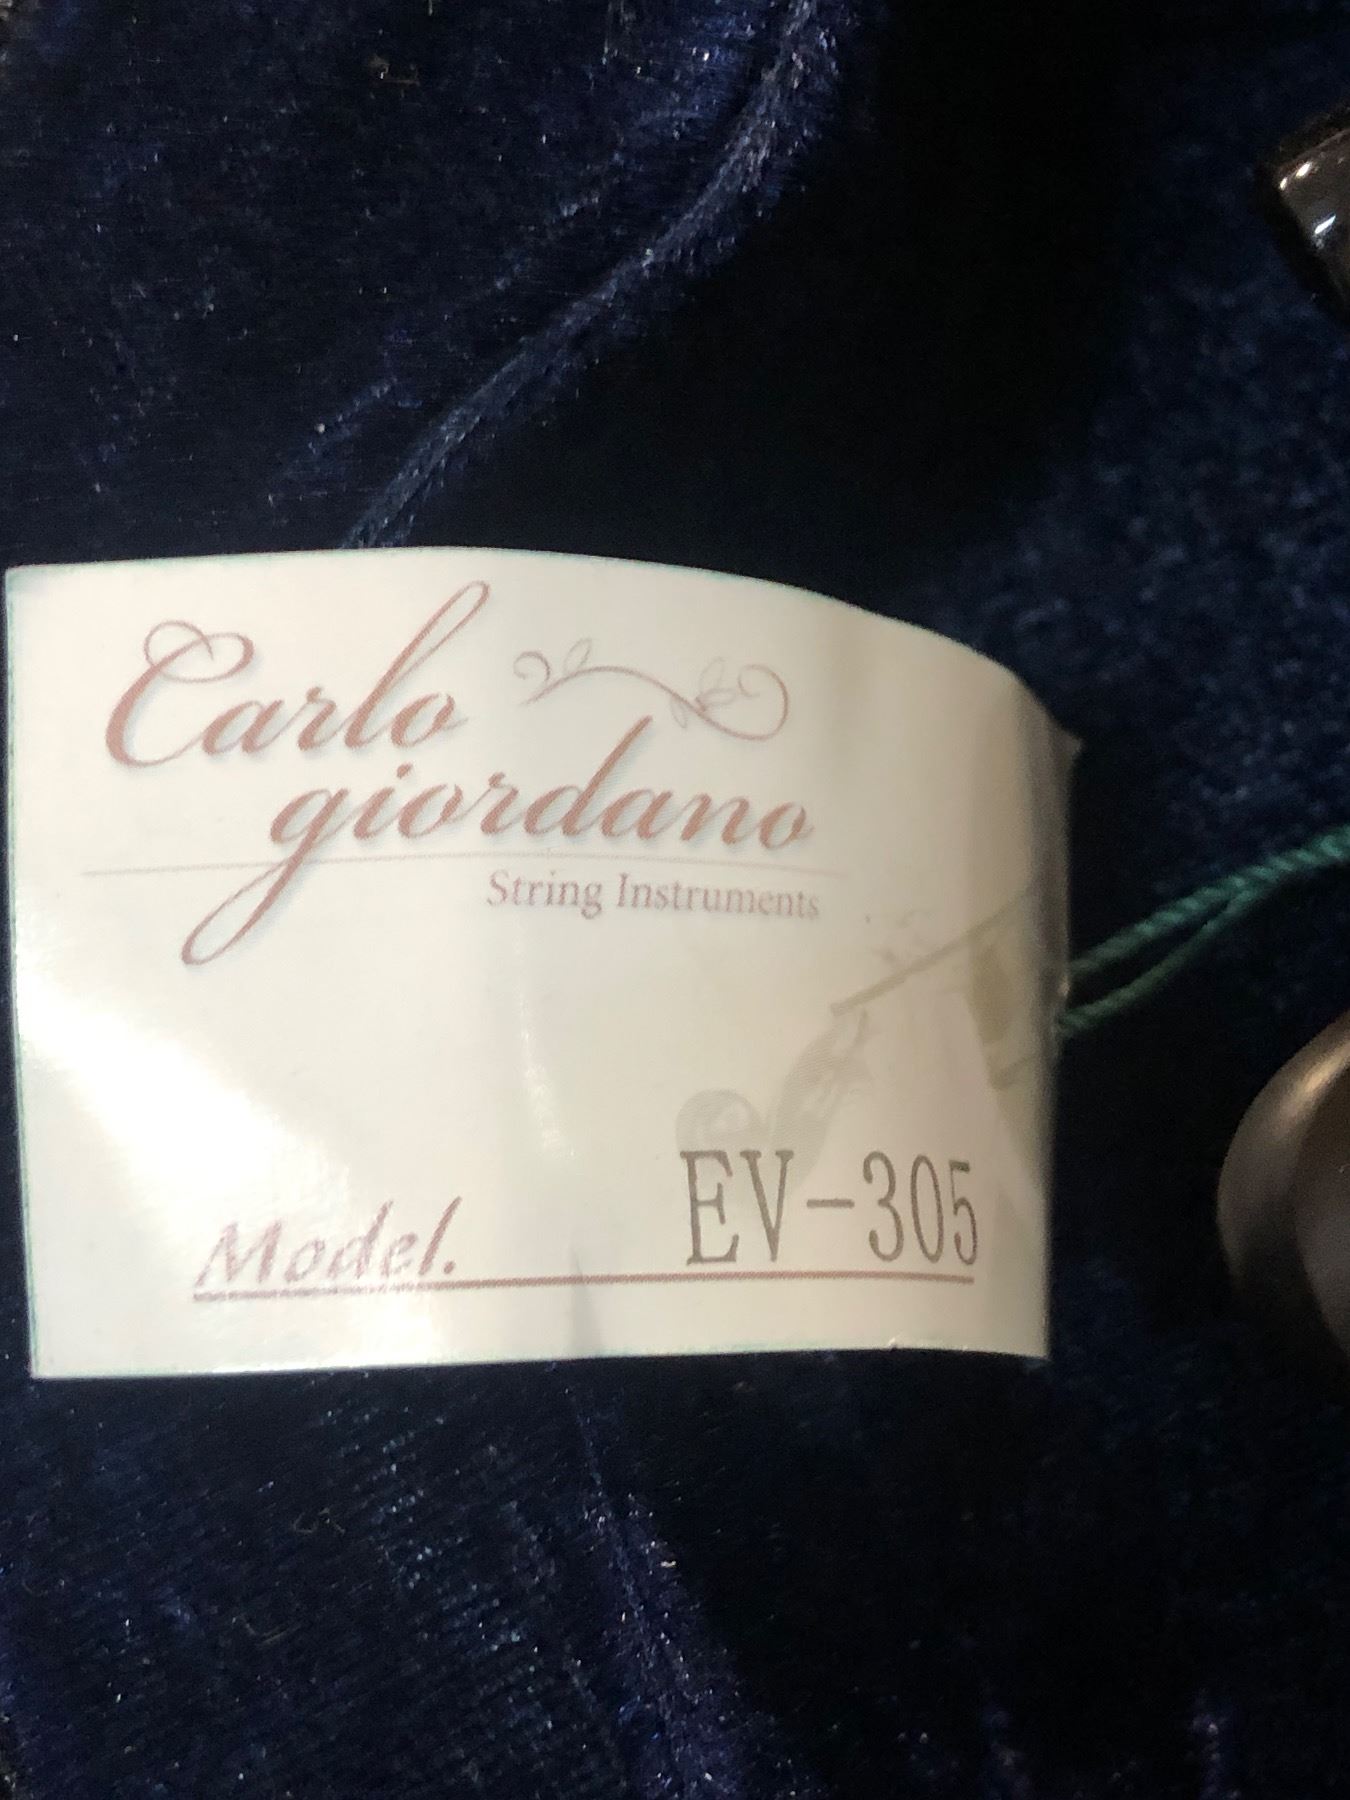 Carlo
giordano
String Instruments
Model. EV-305